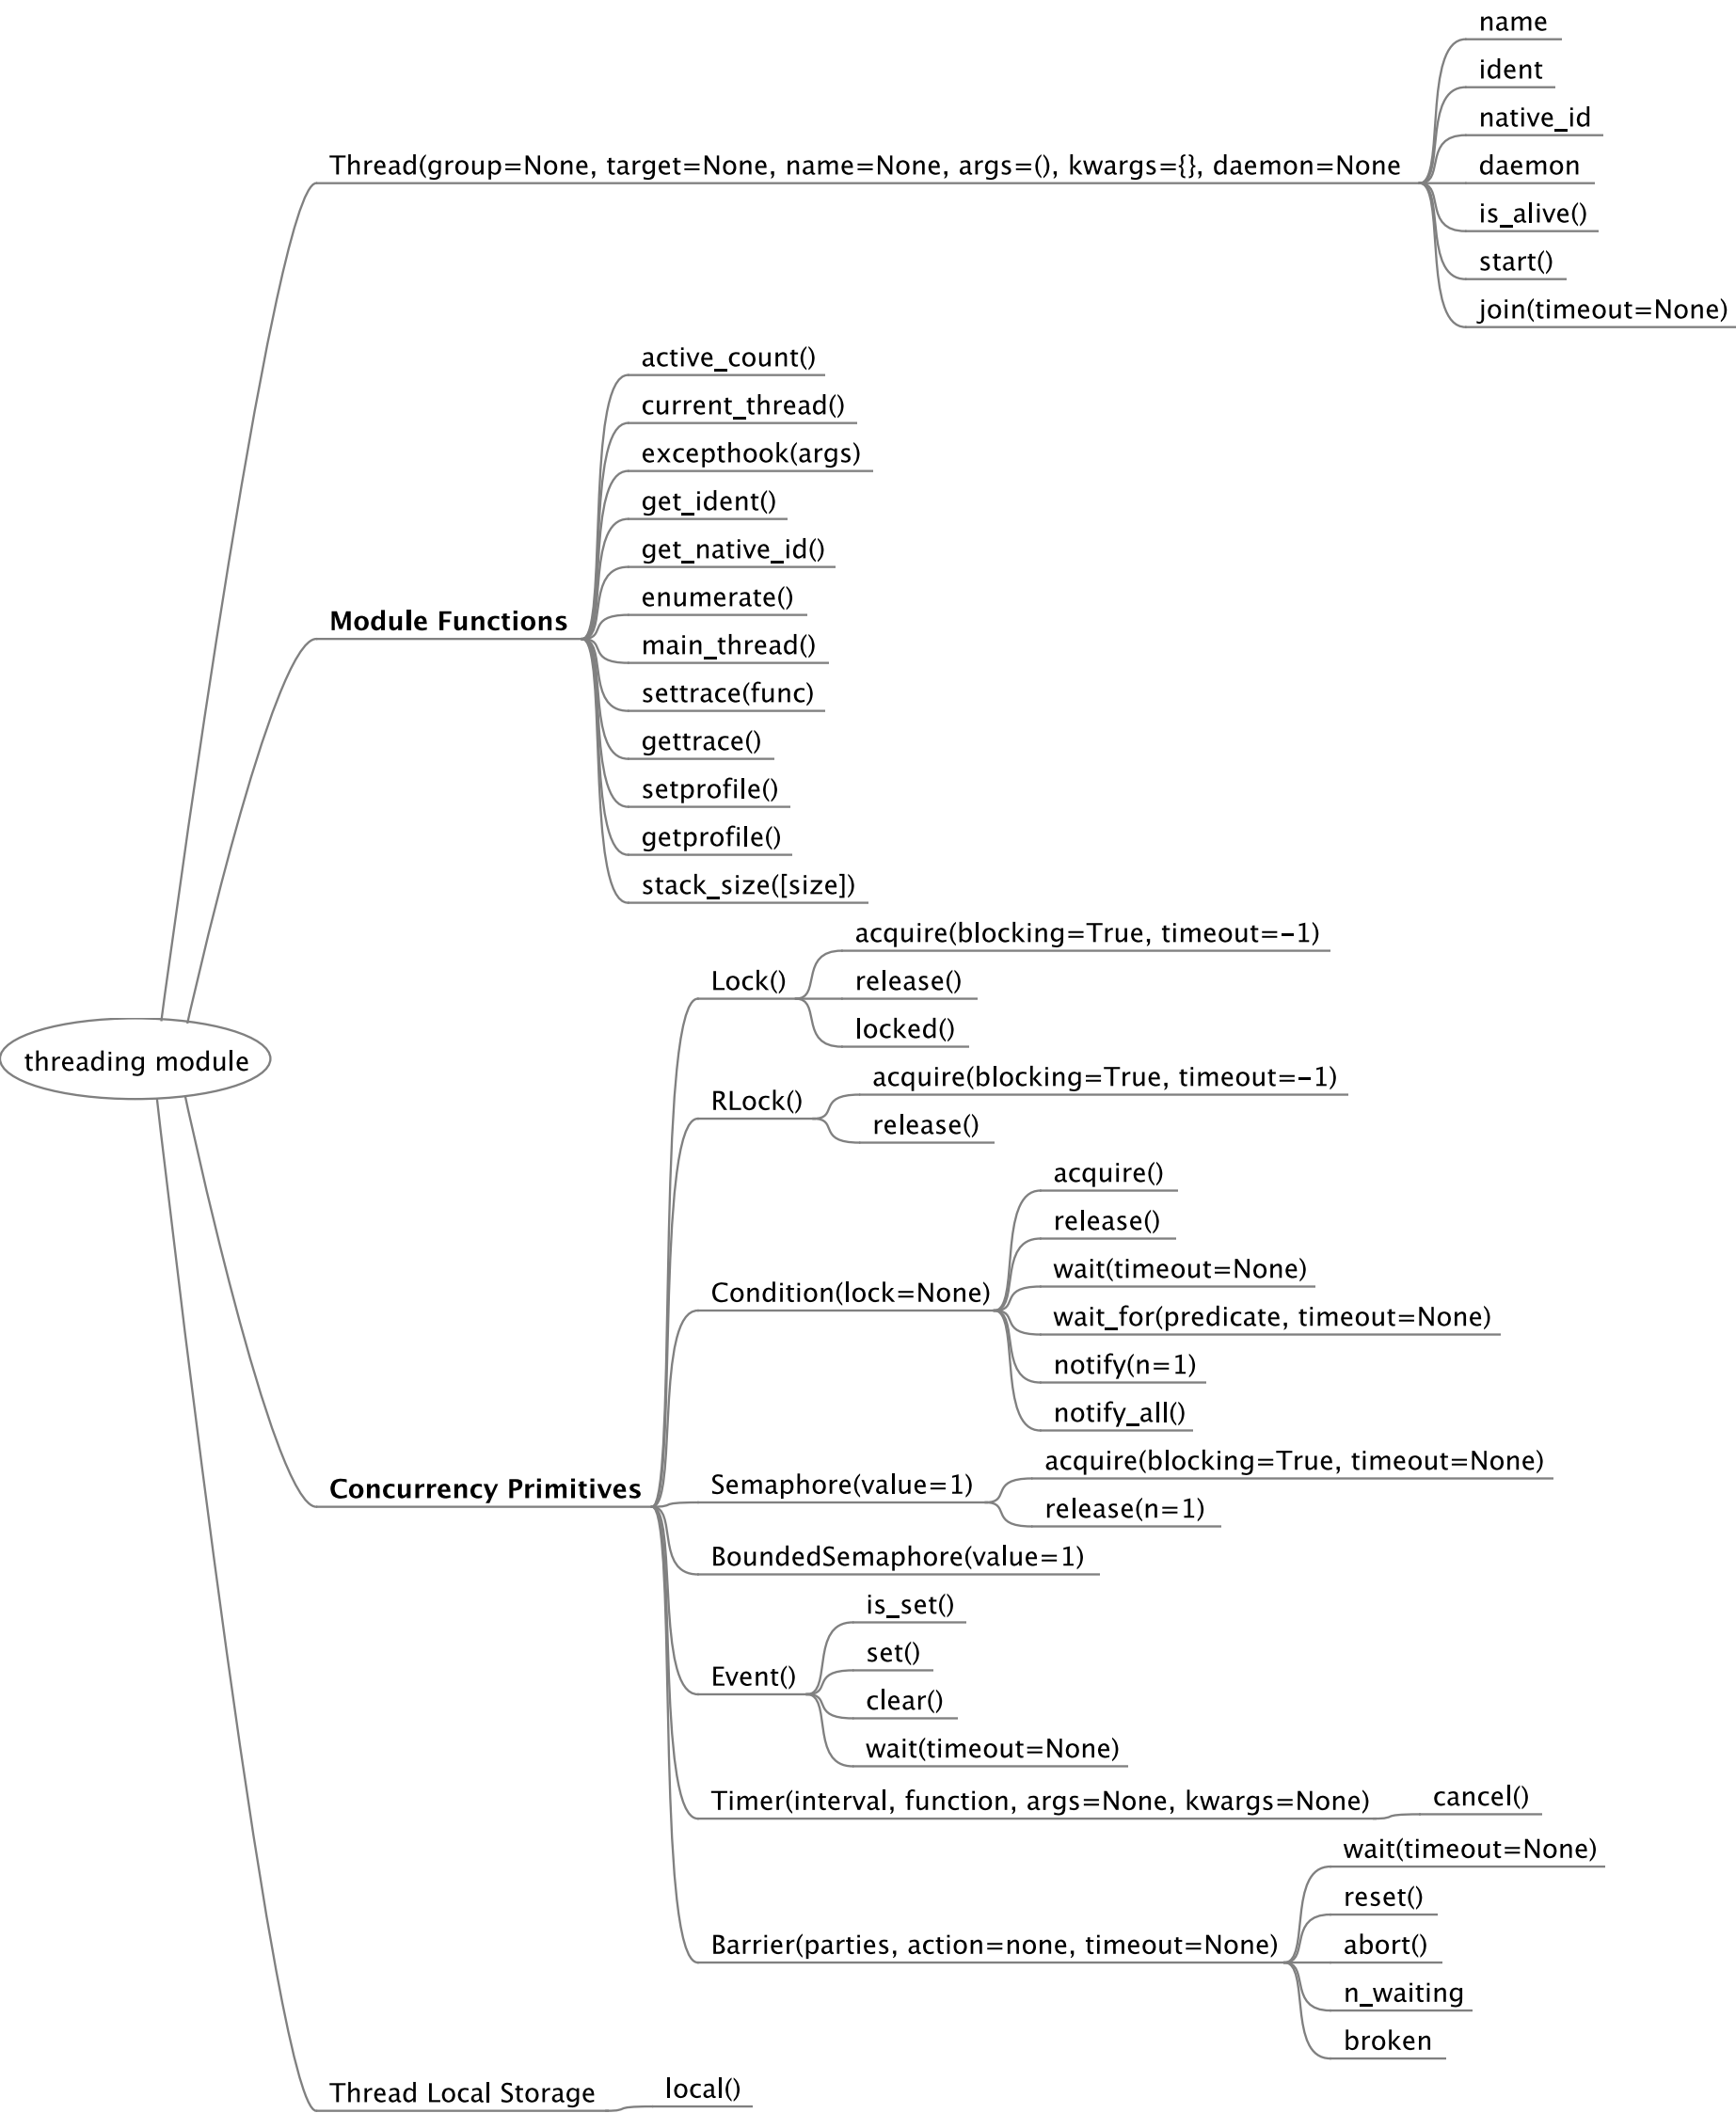 name
ident
native_id
Thread(group=None, target=None, name=None, args=(), kwargs={}, daemon=None
daemon
is_alive()
start()
join(timeout=None)
active_count()
current_thread()
excepthook(args)
get_ident()
get_native_id()
enumerate()
Module Functions
main_thread()
settrace(func)
gettrace()
setprofile()
getprofile()
stack_size([size])
acquire(blocking=True, timeout=-1)
Lock()
release()
locked()
threading module
acquire(blocking=True, timeout=-1)
RLock()
release()
acquire()
release()
wait(timeout=None)
Condition(lock=None)
wait_for(predicate, timeout=None)
notify(n=1)
notify_all()
acquire(blocking=True, timeout=None)
Semaphore(value=1)
Concurrency Primitives
release(n=1)
BoundedSemaphore(value=1)
is_set()
set()
Event()
clear()
wait(timeout=None)
Timer(interval, function, args=None, kwargs=None)
cancel()
wait(timeout=None)
reset()
Barrier(parties, action=none, timeout=None)
abort()
n_waiting
broken
Thread Local Storage
local()